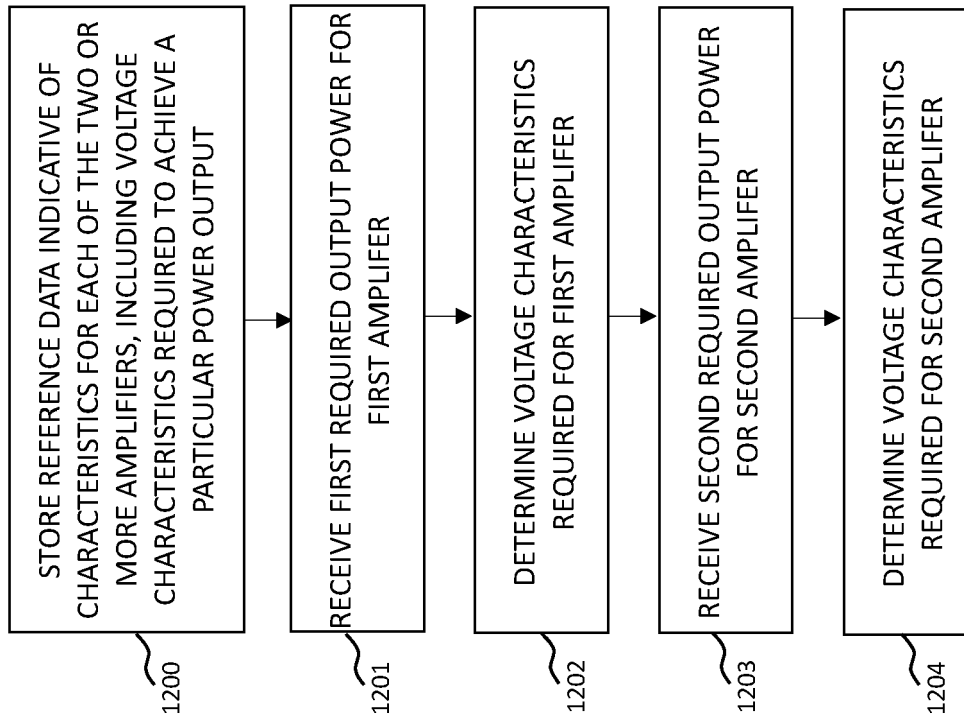 STORE REFERENCE DATA INDICATIVE OF
CHARACTERISTICS FOR EACH OF THE TWO OR
MORE AMPLIFIERS, INCLUDING VOLTAGE
CHARACTERISTICS REQUIRED TO ACHIEVE A
PARTICULAR POWER OUTPUT
1200
RECEIVE FIRST REQUIRED OUTPUT POWER FOR
FIRST AMPLIFER
1201
DETERMINE VOLTAGE CHARACTERISTICS
REQUIRED FOR FIRST AMPLIFER
1202
RECEIVE SECOND REQUIRED OUTPUT POWER
FOR SECOND AMPLIFER
1203
DETERMINE VOLTAGE CHARACTERISTICS
REQUIRED FOR SECOND AMPLIFER
1204